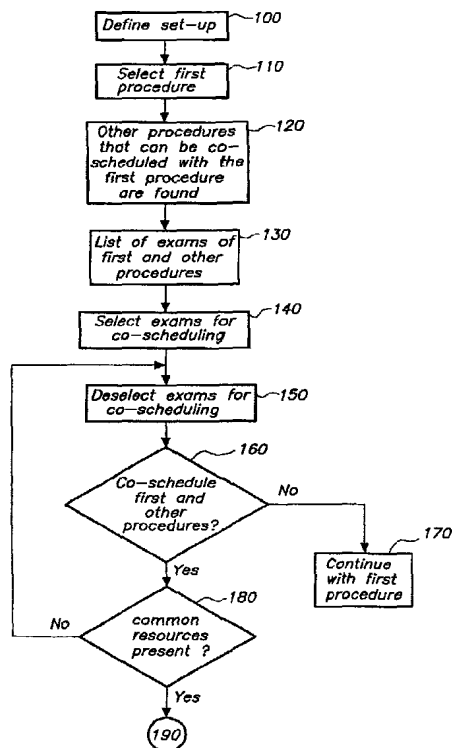 Define set-up
100
110
Select first
procedure
120
Other procedures
that can be co-
scheduled with the
first procedure
are found
130
List of exams of
first and other
procedures
140
Select exams for
co-scheduling
Deselect exams for
co-scheduling
150
160
Co-schedule
first and
other
procedures?
No
170
Continue
with first
procedure
Yes
180
No
common
resources
present ?
Yes
190